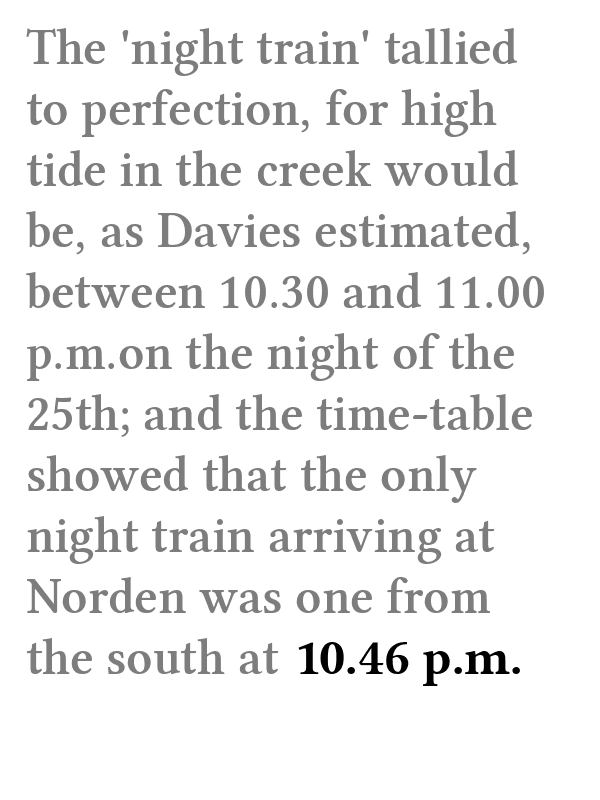 The 'night train' tallied
to perfection, for high
tide in the creek would
be, as Davies estimated,
between 10.30 and 11.00
p.m.on the night of the
25th; and the time-table
showed that the only
night train arriving at
Norden was one from
the south at 10.46 p.m.